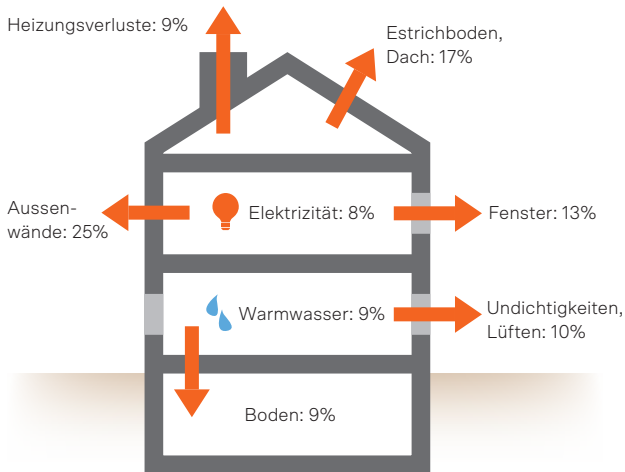 Heizungsverluste: 9%
Estrichboden,
Dach: 17%
Aussen-
wände: 25%
Elektrizität: 8%
Fenster: 13%
Warmwasser: 9%
Undichtigkeiten,
Lüften: 10%
Boden: 9%